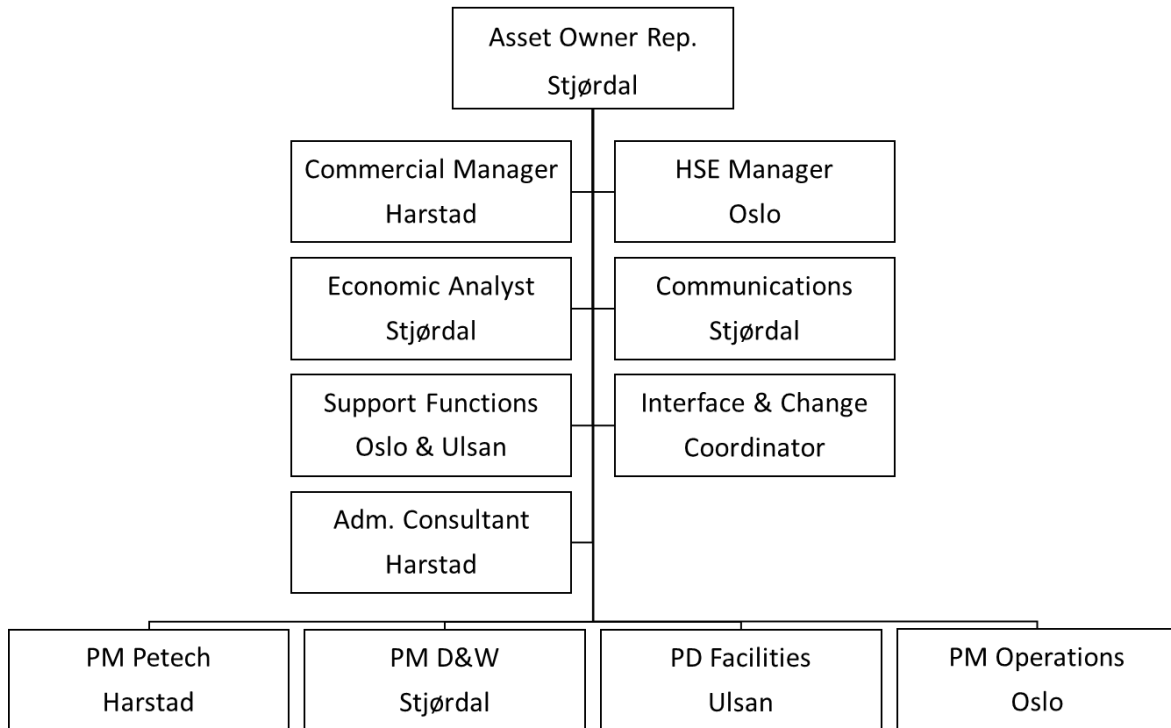 Asset Owner Rep.
Stjørdal
Commercial Manager
Harstad
HSE Manager
Oslo
Economic Analyst
Stjørdal
Communications
Stjørdal
Support Functions
Oslo & Ulsan
Interface & Change
Coordinator
Adm. Consultant
Harstad
PM Petech
Harstad
PM D&W
Stjørdal
PD Facilities
Ulsan
PM Operations
Oslo